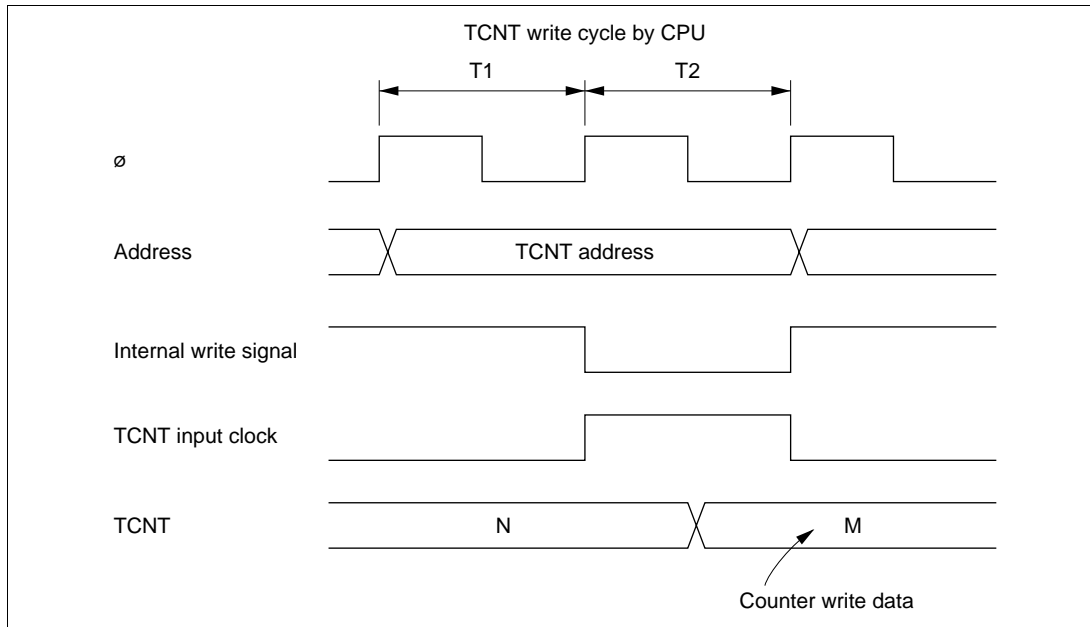 TCNT write cycle by CPU
T1 T2
ø
Address TCNT address
Internal write signal
TCNT input clock
TCNT N M
Counter write data